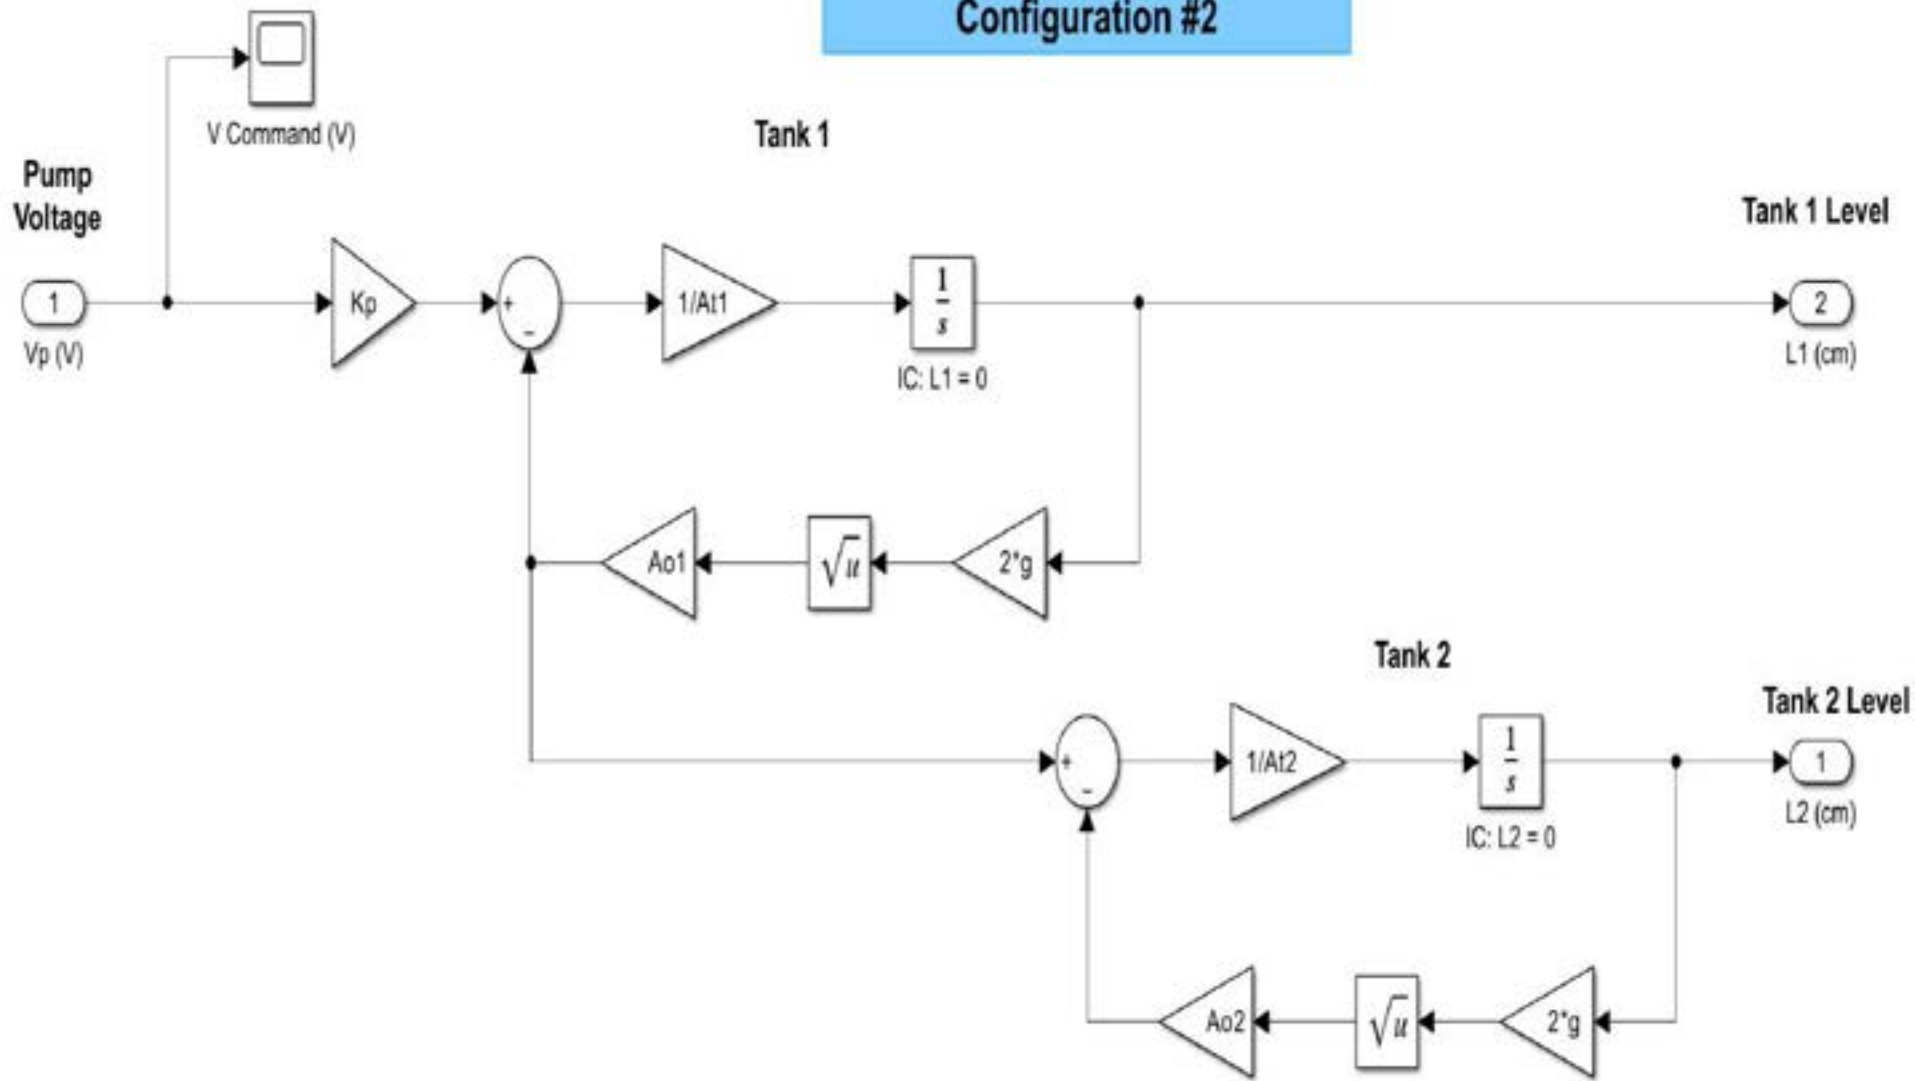 Configuration #2
V Command (V)
Tank 1
Pump
Voltage
Tank 1 Level
1
Kp
+
−
1/At1
1
s
2
Vp (V)
IC: L1 = 0
L1 (cm)
Ao1
√u
2*g
Tank 2
Tank 2 Level
+
−
1/At2
1
s
1
IC: L2 = 0
L2 (cm)
Ao2
√u
2*g